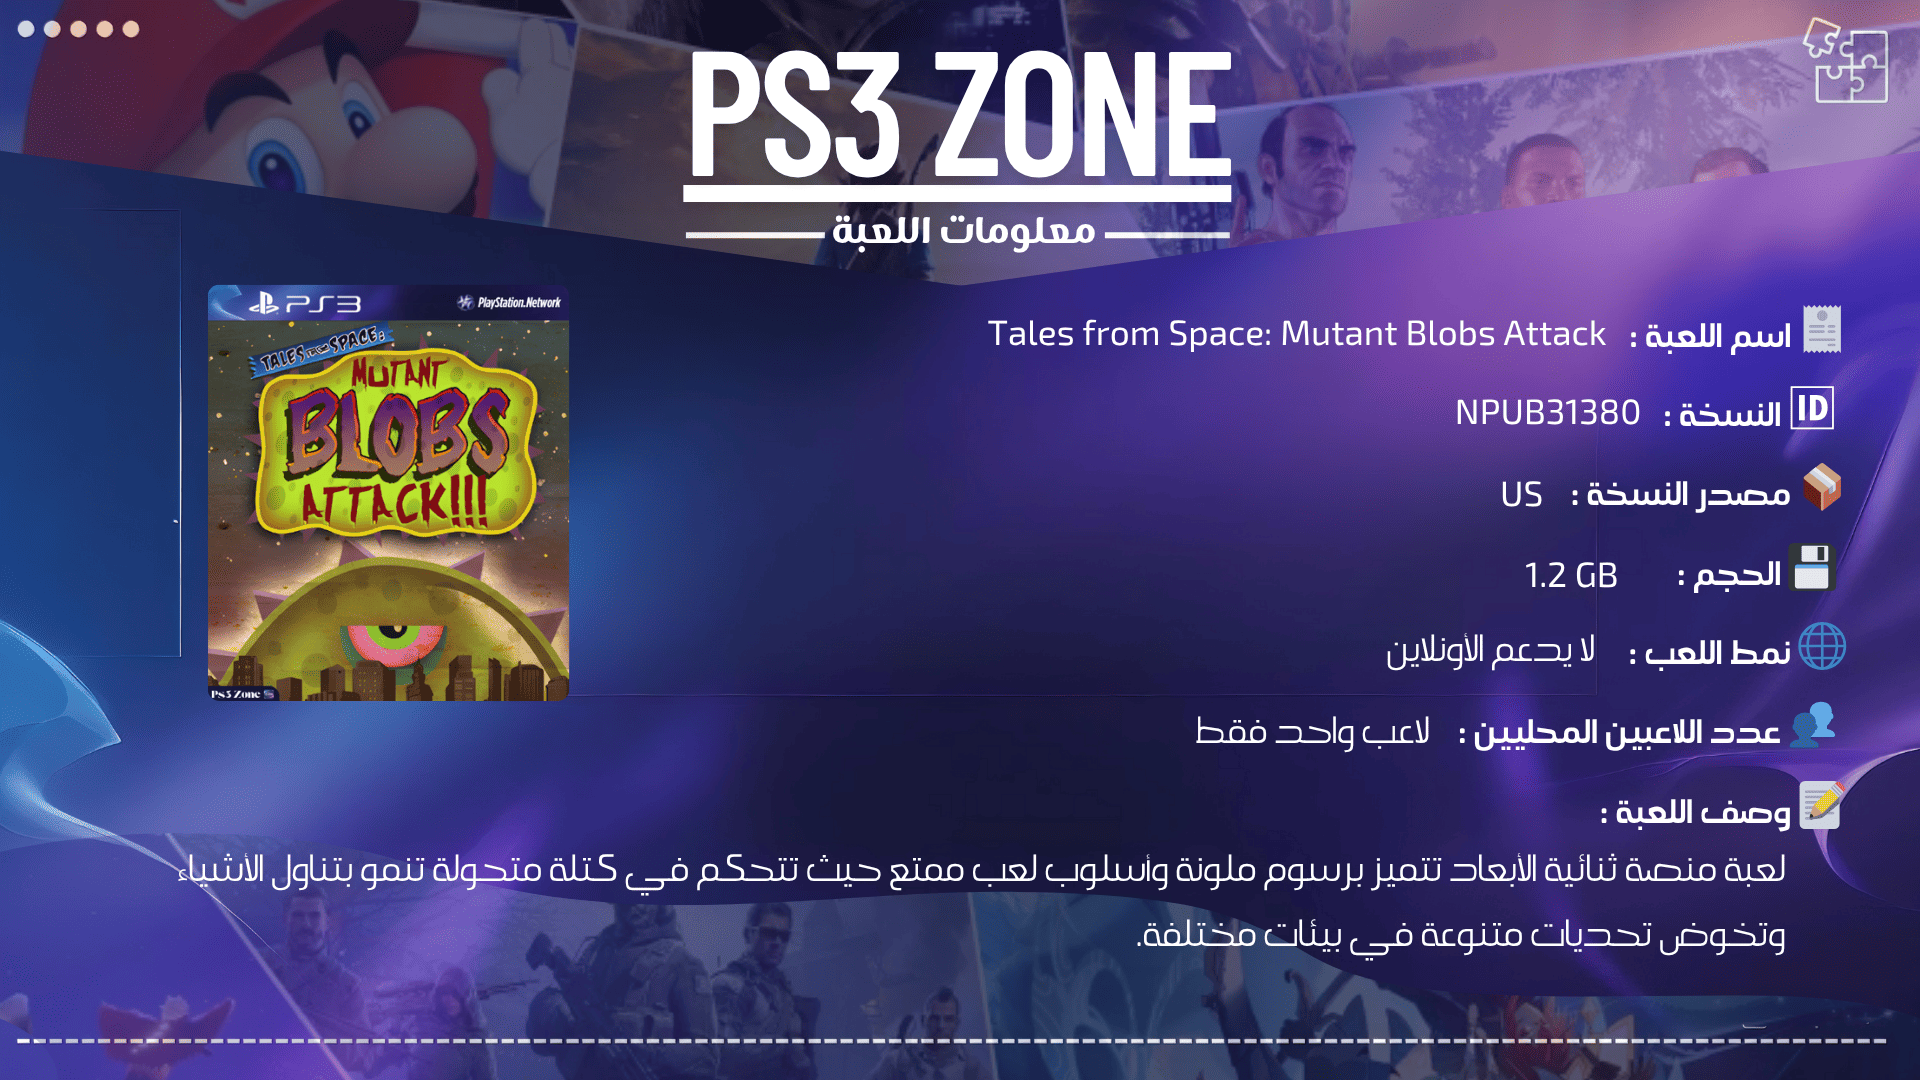 PS3 ZONE
معلومات اللعبة
PS3 PlayStation.Network
TALES FROM SPACE:
MUTANT
BLOBS
ATTACK!!!
Ps3 Zone
اسم اللعبة : Tales from Space: Mutant Blobs Attack
ID النسخة : NPUB31380
مصدر النسخة : US
الحجم : 1.2 GB
نمط اللعب : لا يدعم الأونلاين
عدد اللاعبين المحليين : لاعب واحد فقط
وصف اللعبة :
لعبة منصة ثنائية الأبعاد تتميز برسوم ملونة وأسلوب لعب ممتع حيث تتحكم في كتلة متحولة تنمو بتناول الأشياء
وتخوض تحديات متنوعة في بيئات مختلفة.